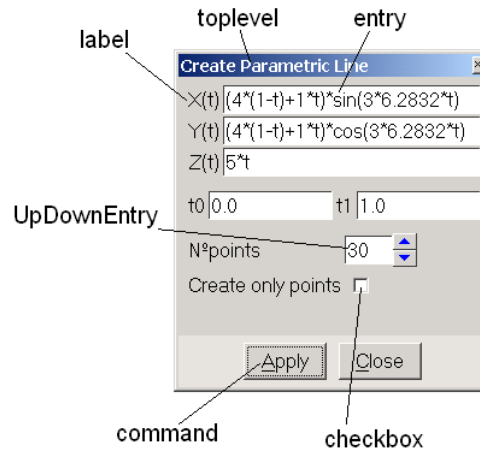 toplevel
entry
label
Create Parametric Line
X(t) (4*(1-t)+1*t)*sin(3*6.2832*t)
Y(t) (4*(1-t)+1*t)*cos(3*6.2832*t)
Z(t) 5*t
t0 0.0 t1 1.0
UpDownEntry
Nºpoints 30
Create only points
Apply Close
command
checkbox